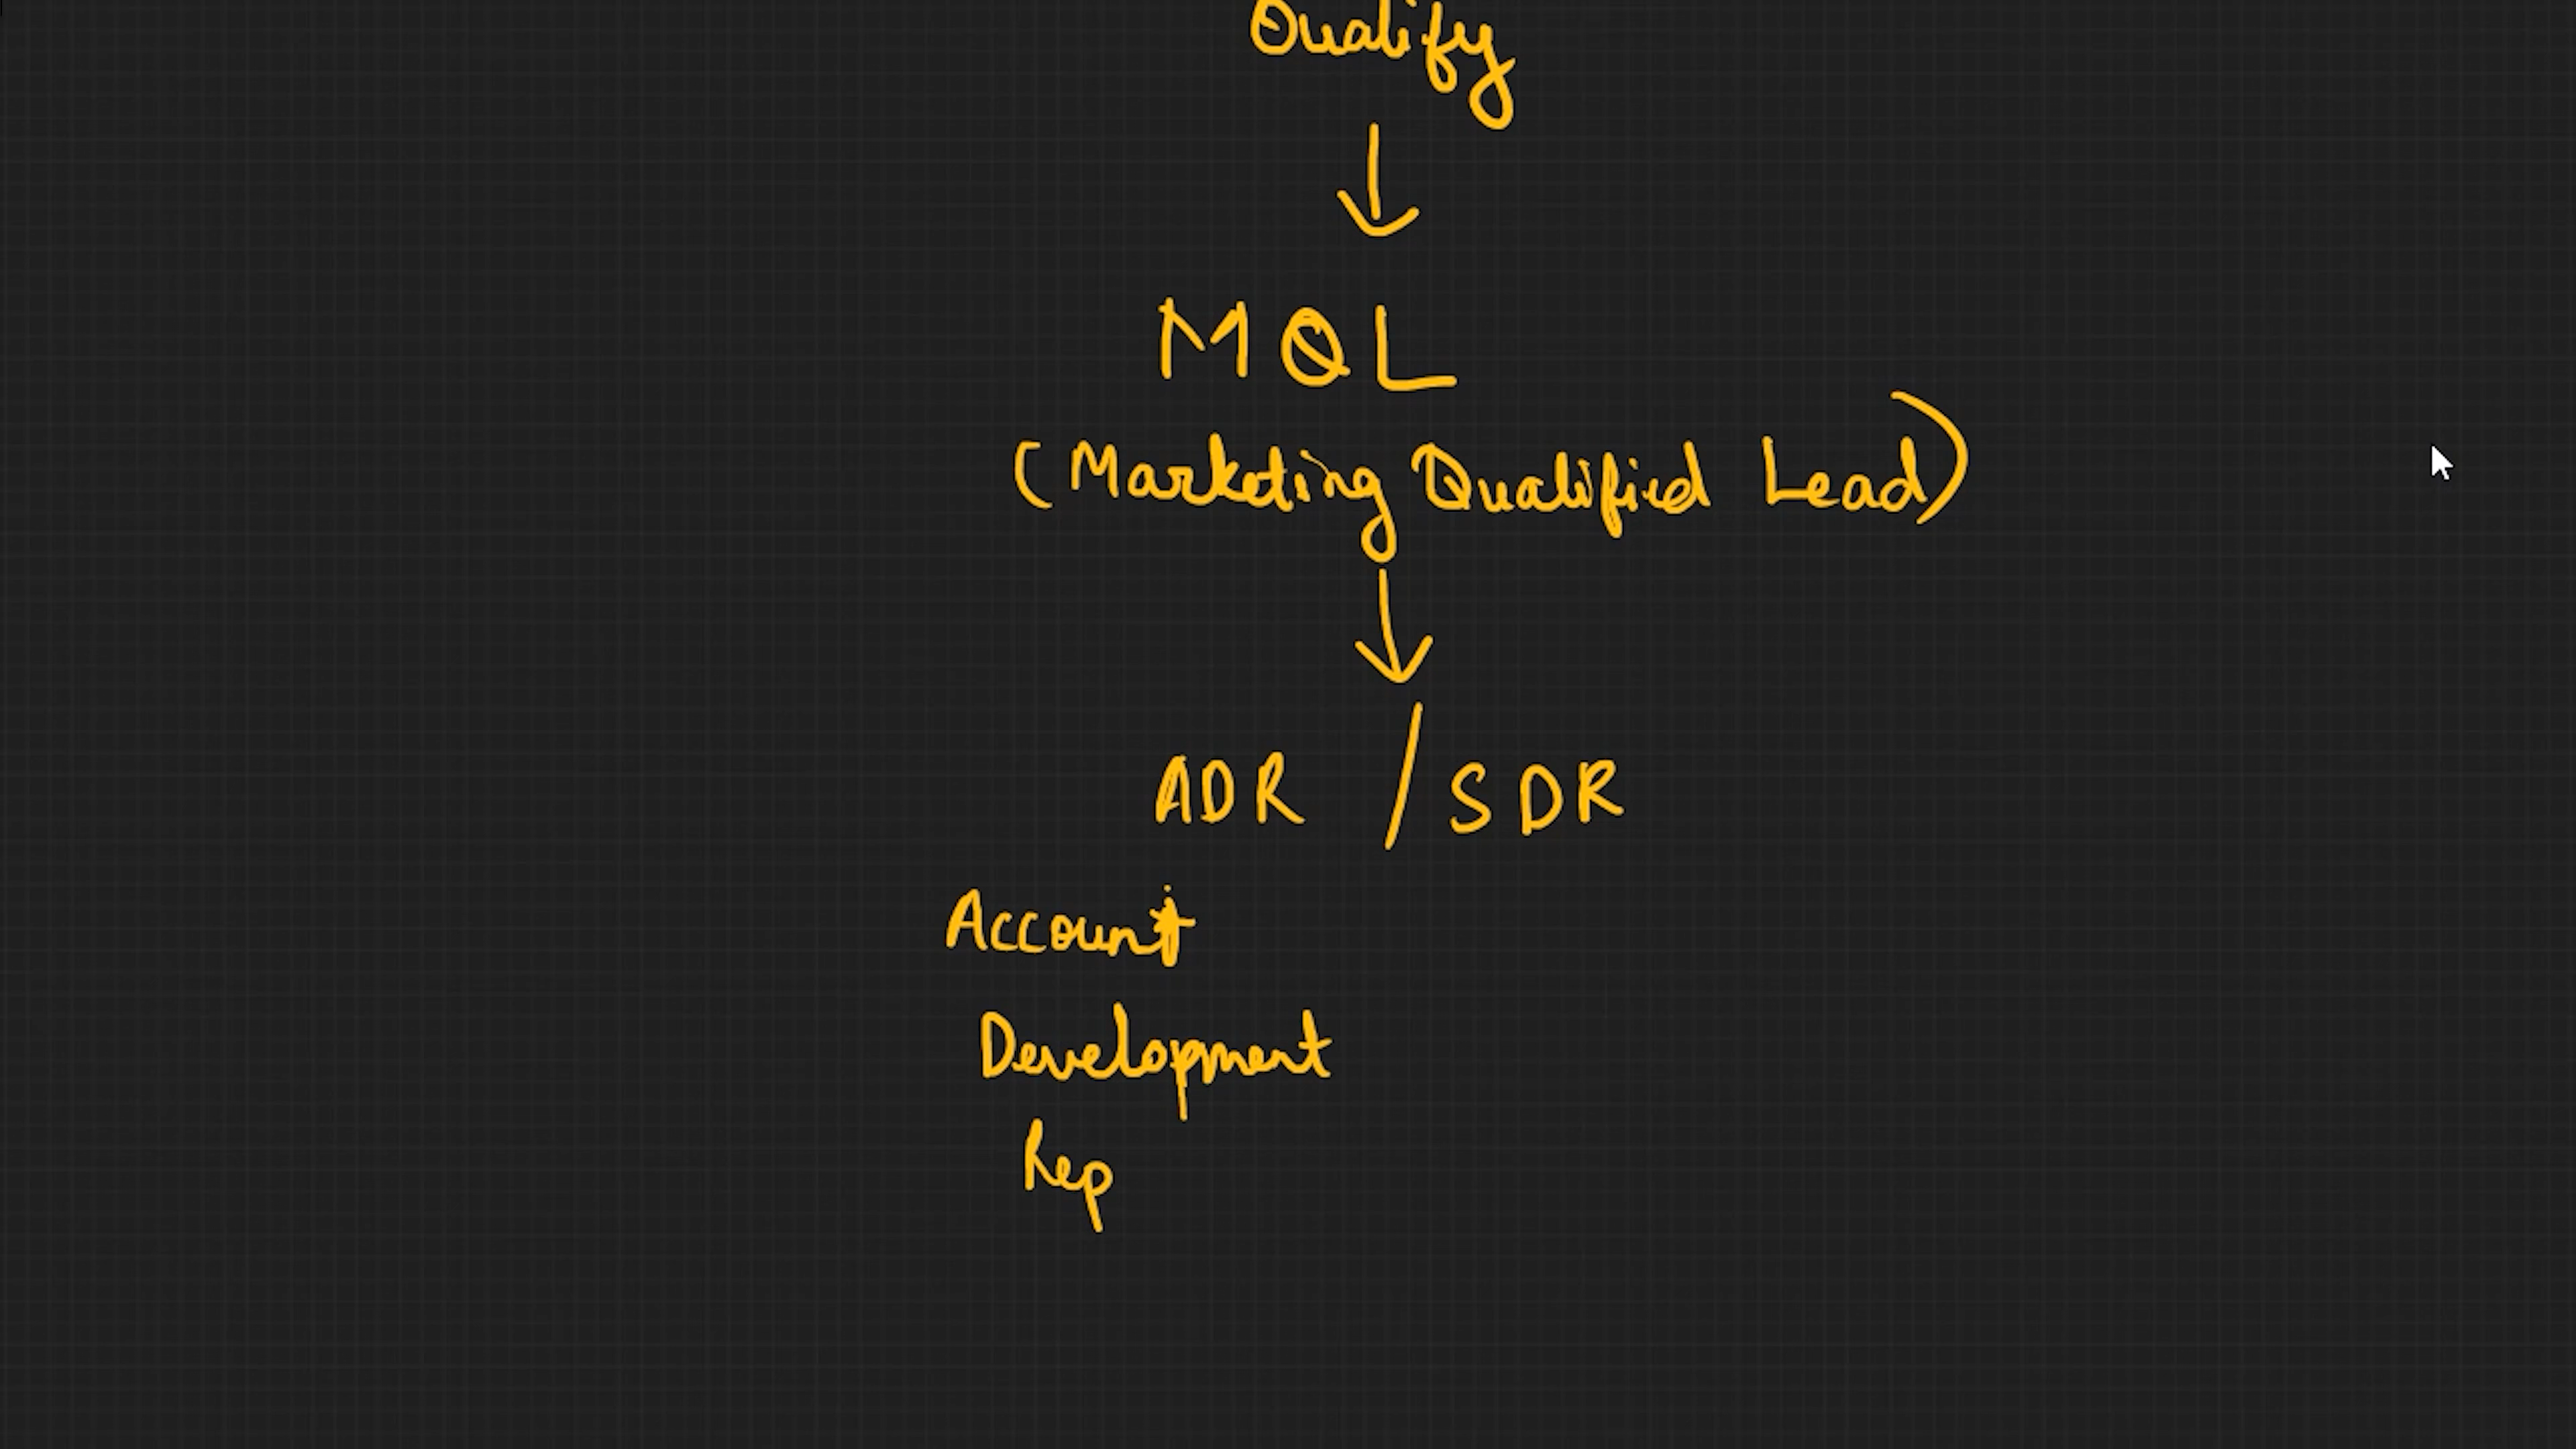 Qualify
MQL
(Marketing Qualified Lead)
ADR / SDR
Account
Development
Rep